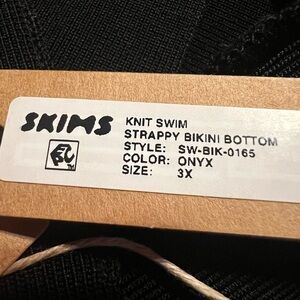 SKIMS
KNIT SWIM
STRAPPY BIKINI BOTTOM
STYLE: SW-BIK-0165
COLOR: ONYX
SIZE: 3X